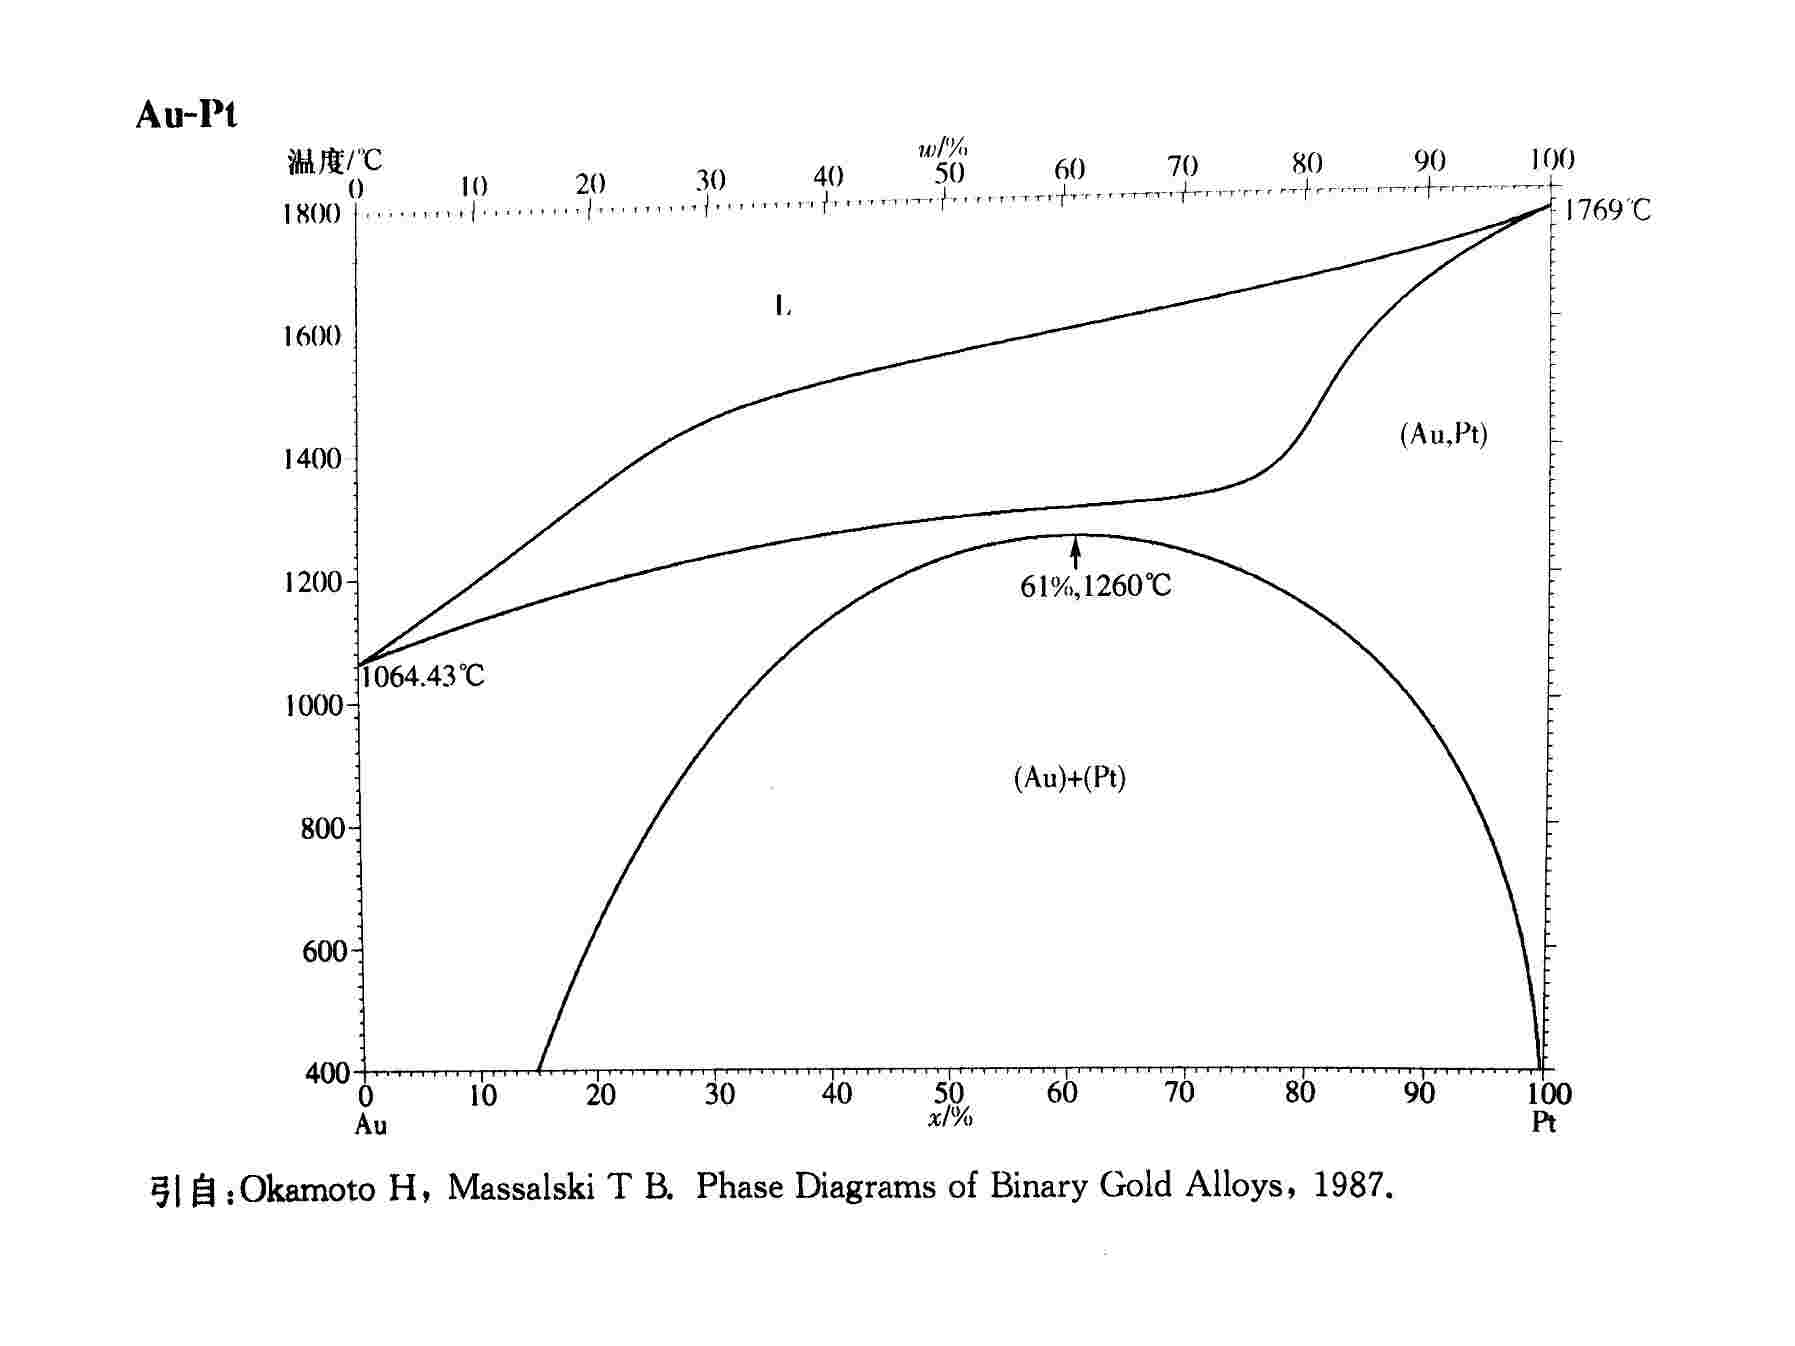 Au-Pt
w/%
温度/℃
0 10 20 30 40 50 60 70 80 90 100
1800
1769℃
L
1600
(Au,Pt)
1400
1200
61%,1260℃
1064.43℃
1000
(Au)+(Pt)
800
600
400
0 10 20 30 40 50 60 70 80 90 100
Au x/% Pt
引自:Okamoto H, Massalski T B. Phase Diagrams of Binary Gold Alloys, 1987.